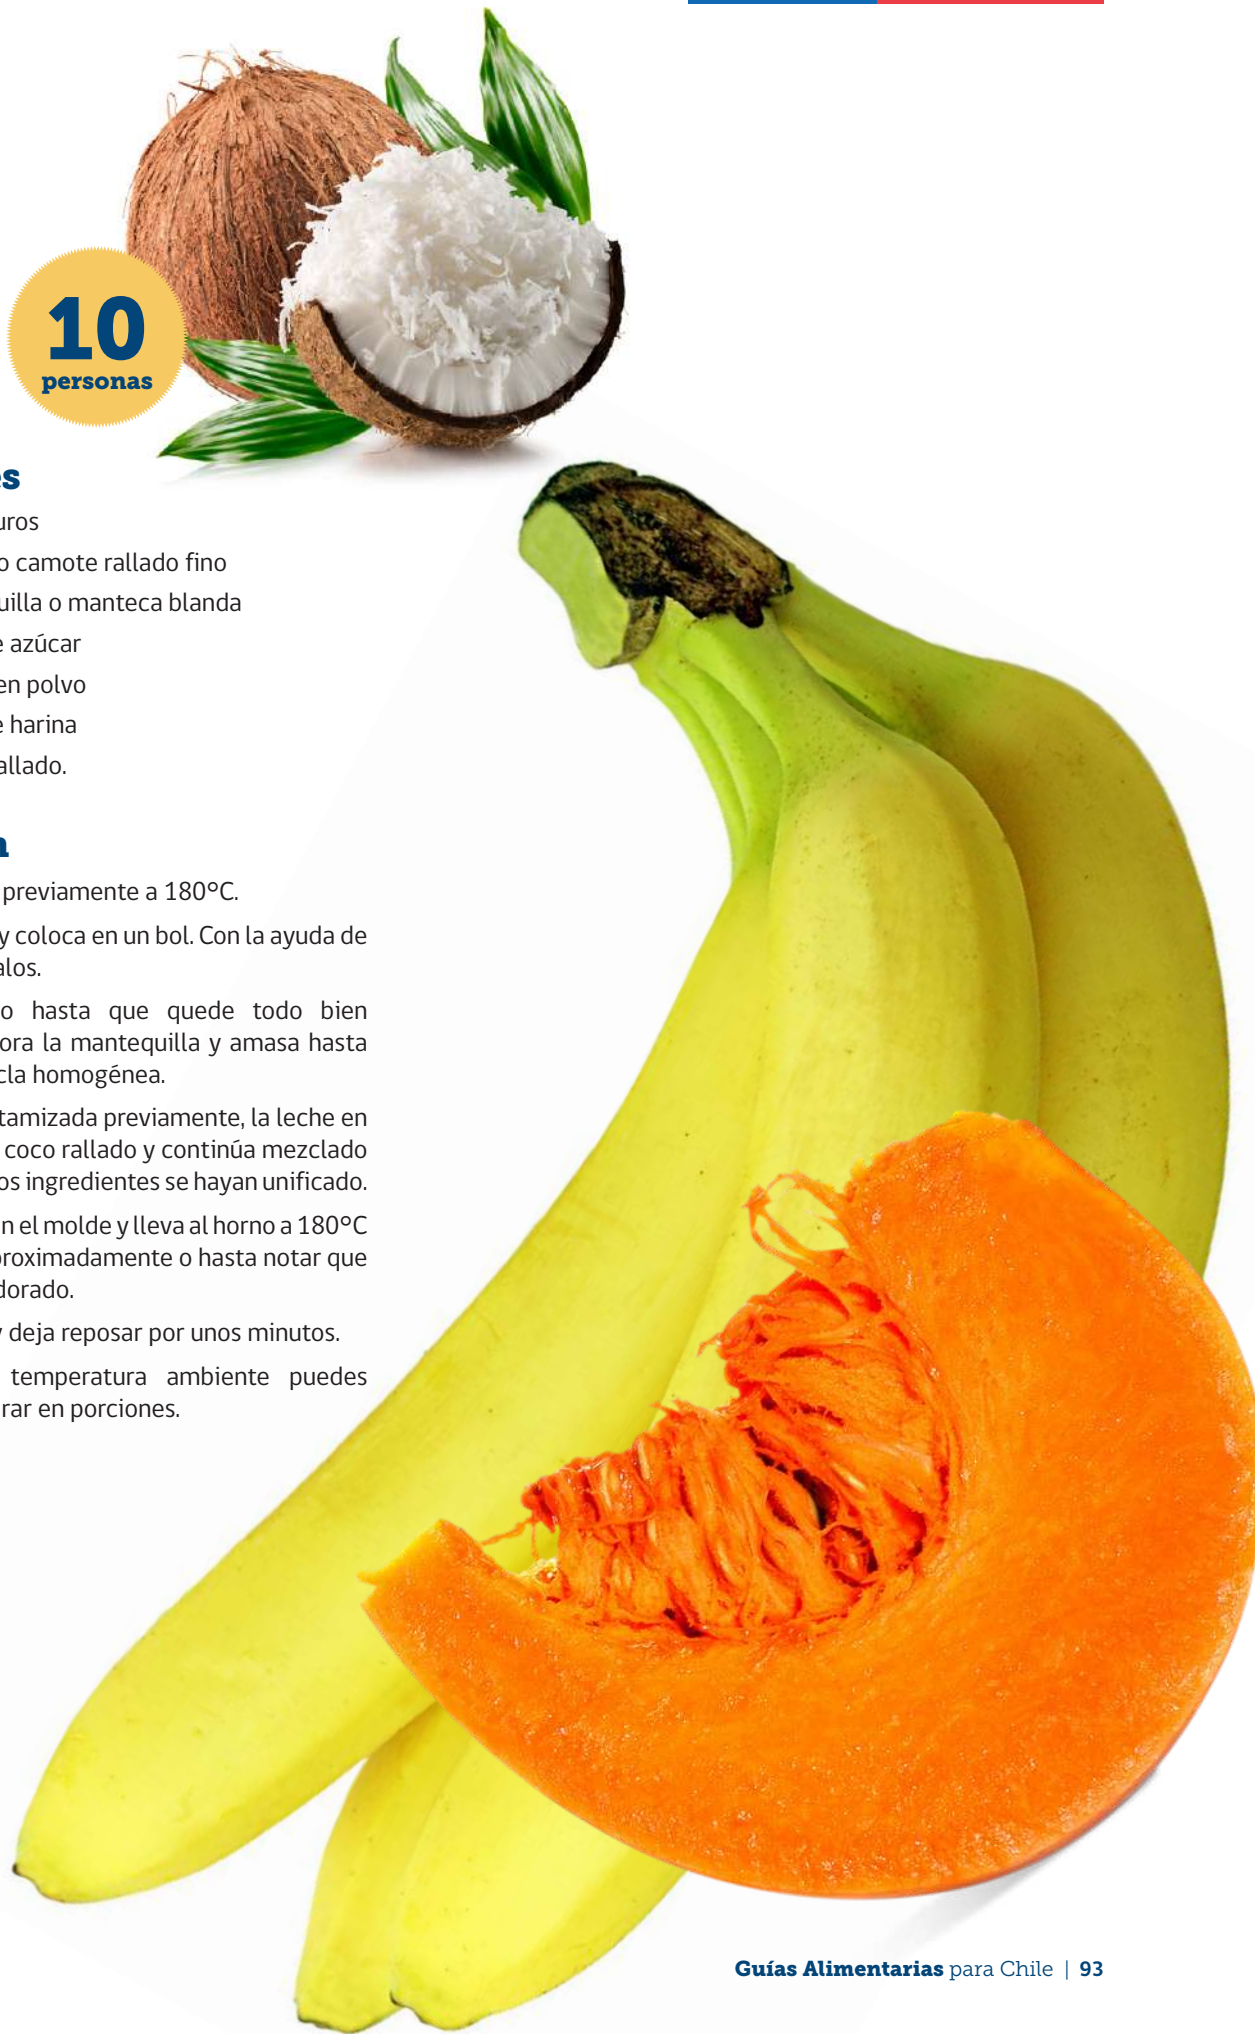 10
personas
es
uros
o camote rallado fino
uilla o manteca blanda
e azúcar
en polvo
e harina
allado.
n
previamente a 180°C.
y coloca en un bol. Con la ayuda de
alos.
o hasta que quede todo bien
ora la mantequilla y amasa hasta
cla homogénea.
tamizada previamente, la leche en
coco rallado y continúa mezclado
os ingredientes se hayan unificado.
n el molde y lleva al horno a 180°C
proximadamente o hasta notar que
dorado.
y deja reposar por unos minutos.
temperatura ambiente puedes
rar en porciones.
Guías Alimentarias para Chile | 93